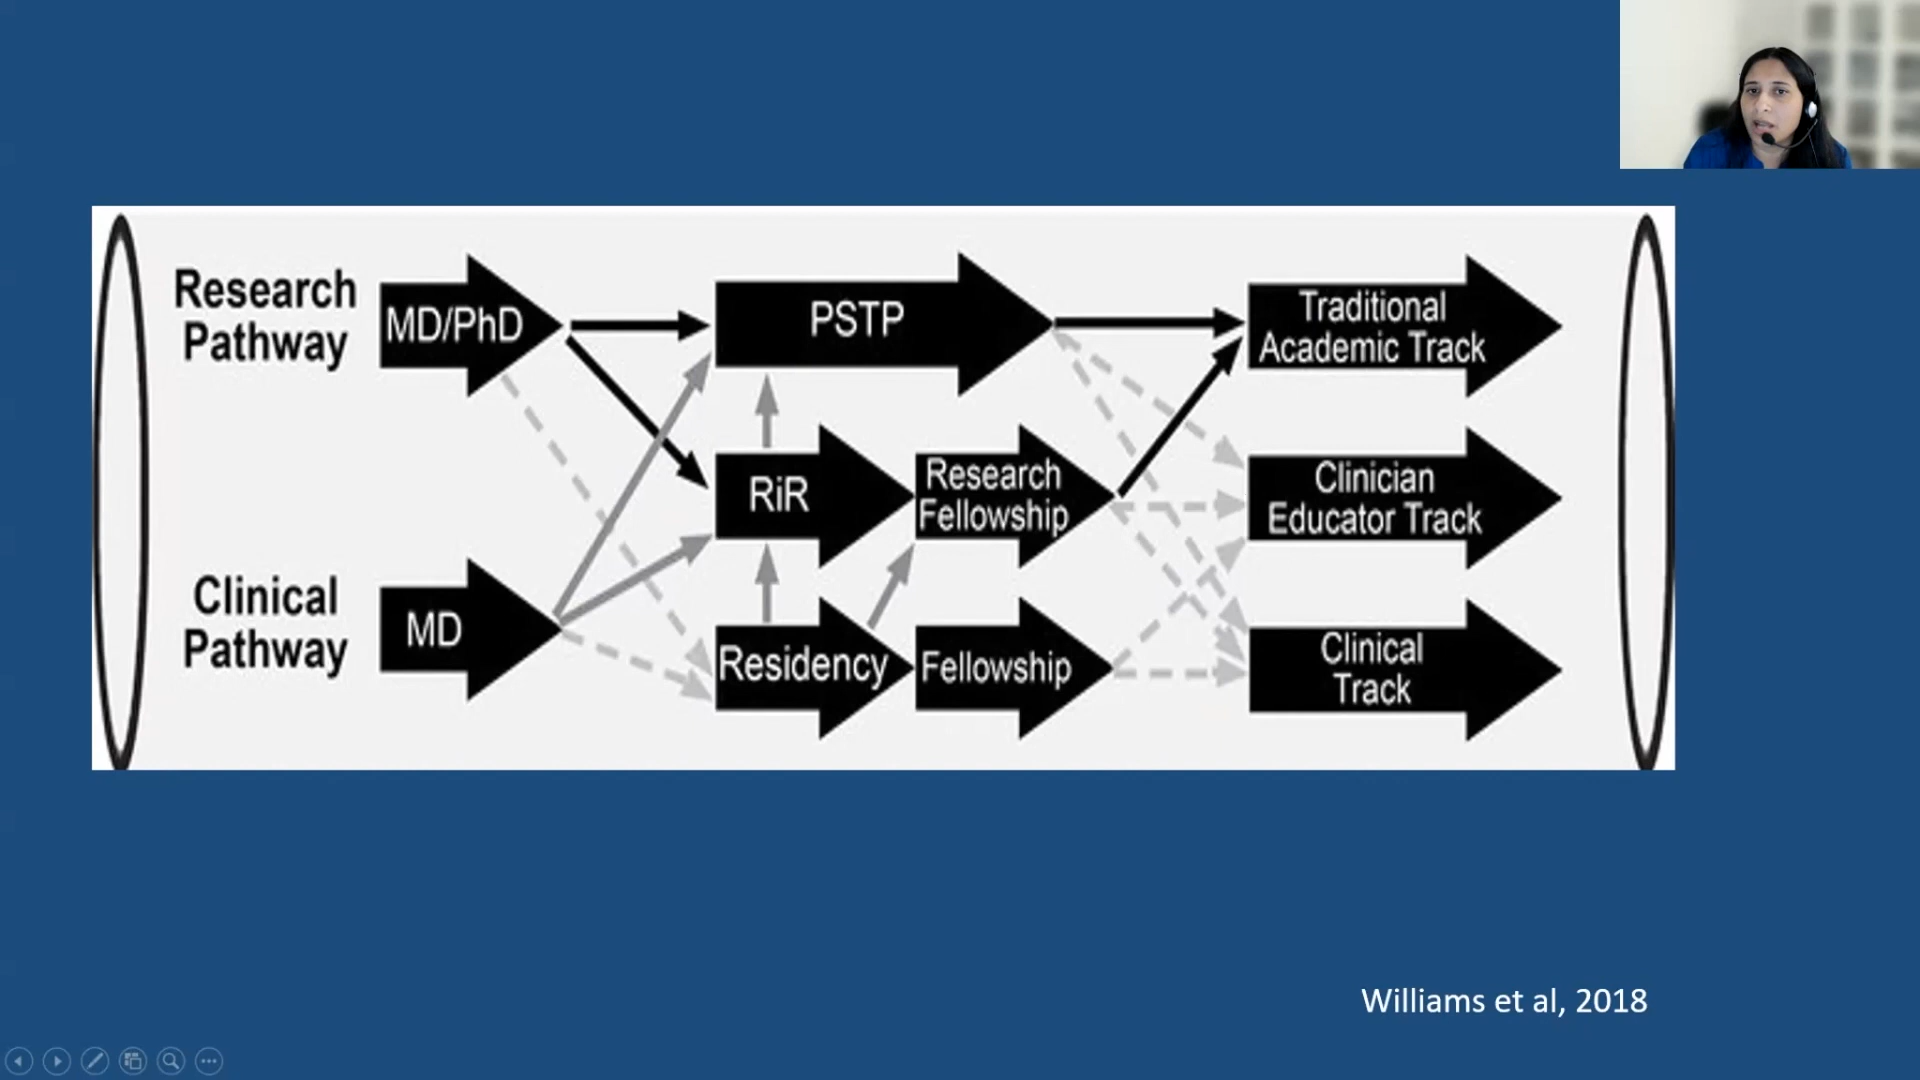 Research
Pathway
MD/PhD
PSTP
Traditional
Academic Track
RiR
Research
Fellowship
Clinician
Educator Track
Clinical
Pathway
MD
Residency
Fellowship
Clinical
Track
Williams et al, 2018